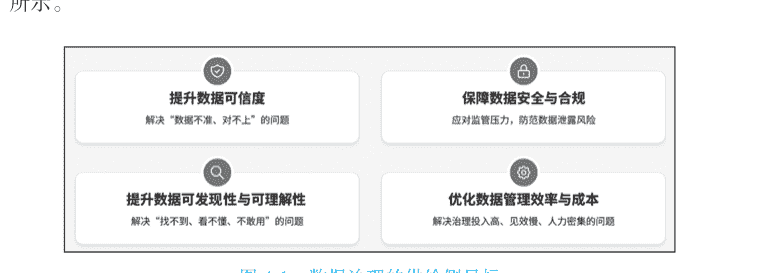 所示。
提升数据可信度
解决“数据不准、对不上”的问题
保障数据安全与合规
应对监管压力，防范数据泄露风险
提升数据可发现性与可理解性
解决“找不到、看不懂、不敢用”的问题
优化数据管理效率与成本
解决治理投入高、见效慢、人力密集的问题